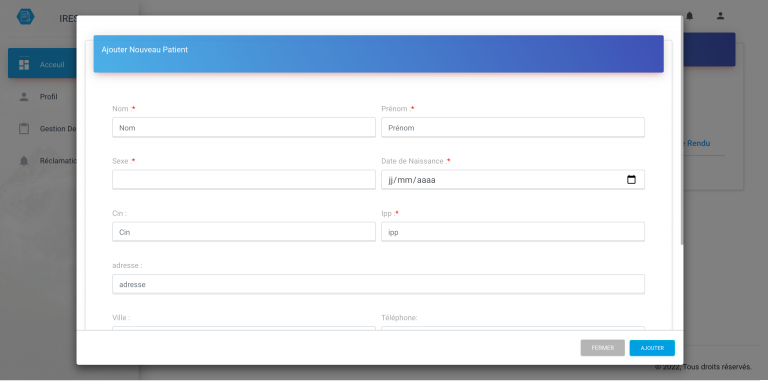 IRES
Ajouter Nouveau Patient
Acceuil
Profil
Gestion De
Réclamatio
Nom :*
Prénom :*
Nom
Prénom
Sexe :*
Date de Naissance :*
jj/mm/aaaa
Cin :
Ipp :*
Cin
ipp
adresse :
adresse
Ville :
Téléphone:
Rendu
FERMER
AJOUTER
© 2022, Tous droits réservés.